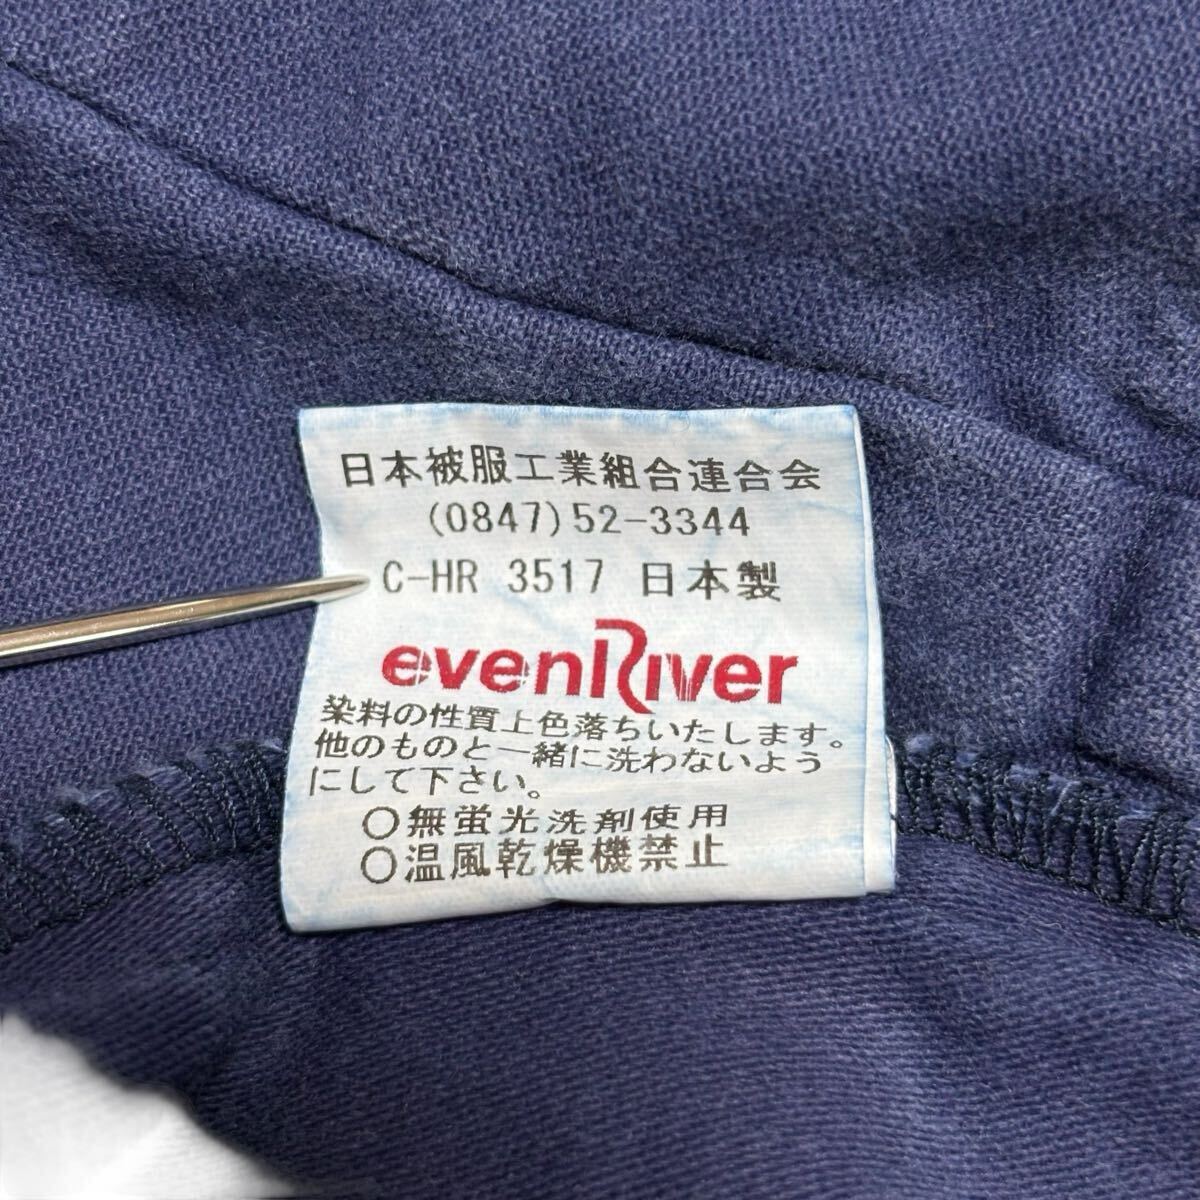 日本被服工業組合連合会
(0847)52-3344
C-HR 3517 日本製
evenRiver
染料の性質上色落ちいたします。
他のものと一緒に洗わないよう
にして下さい。
○無蛍光洗剤使用
○温風乾燥機禁止